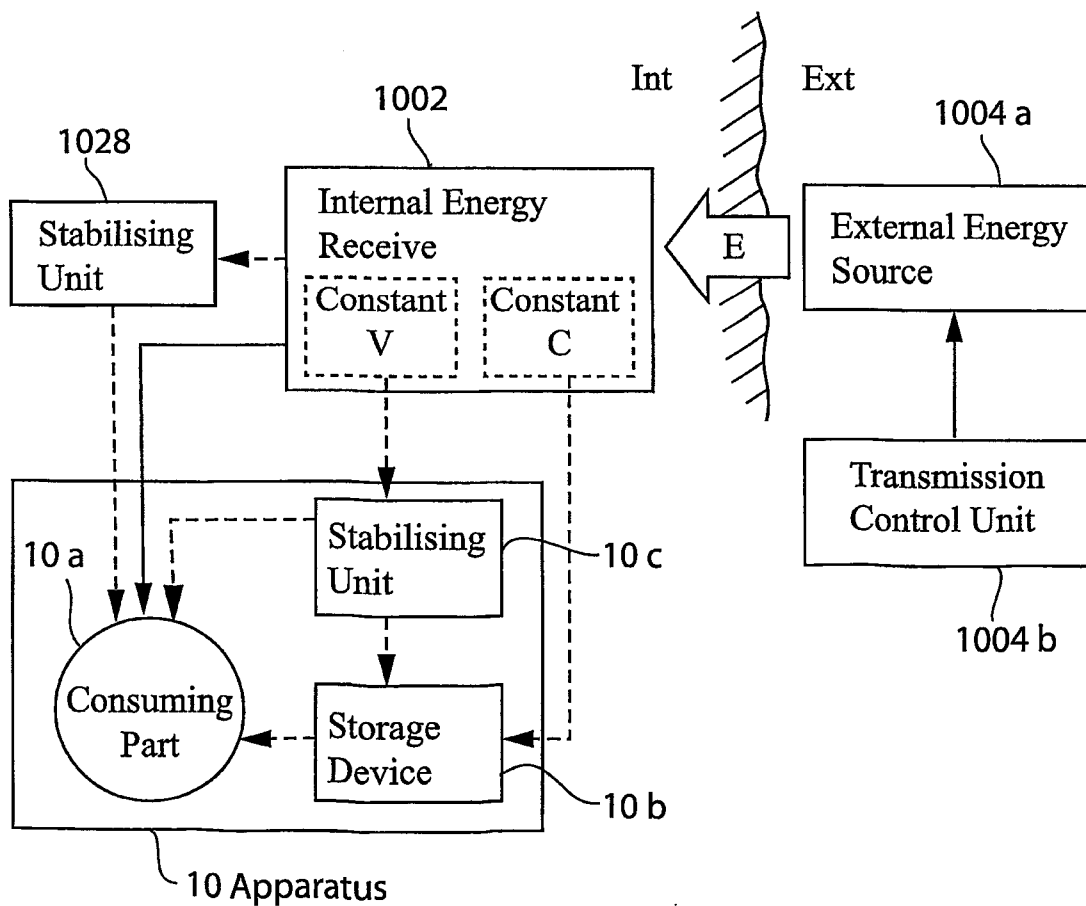 Int
Ext
1002
1004 a
1028
Stabilising
Unit
Internal Energy
Receive
Constant
V
Constant
C
E
External Energy
Source
Transmission
Control Unit
1004 b
10 a
Stabilising
Unit
10 c
Consuming
Part
Storage
Device
10 b
10 Apparatus